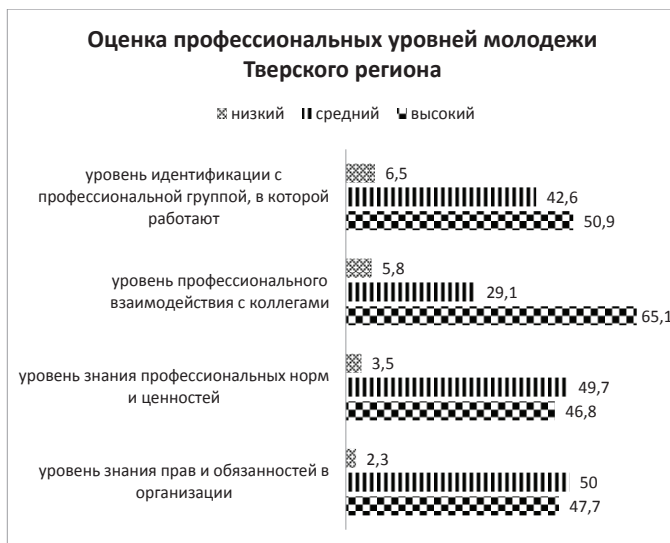 Оценка профессиональных уровней молодежи
Тверского региона
низкий средний высокий
уровень идентификации с
профессиональной группой, в которой
работают
6,5
42,6
50,9
уровень профессионального
взаимодействия с коллегами
5,8
29,1
65,1
уровень знания профессиональных норм
и ценностей
3,5
49,7
46,8
уровень знания прав и обязанностей в
организации
2,3
50
47,7